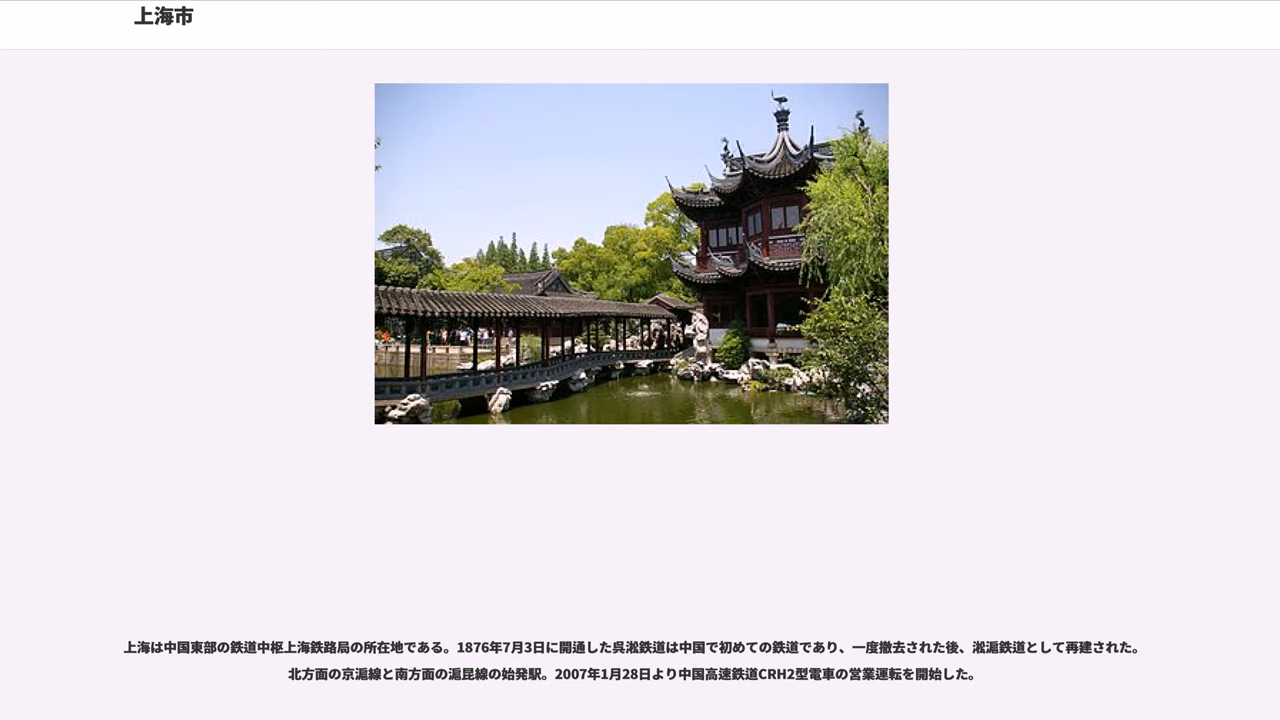 上海市
上海は中国東部の鉄道中枢上海鉄路局の所在地である。1876年7月3日に開通した呉淞鉄道は中国で初めての鉄道であり、一度撤去された後、淞滬鉄道として再建された。
北方面の京滬線と南方面の滬昆線の始発駅。2007年1月28日より中国高速鉄道CRH2型電車の営業運転を開始した。